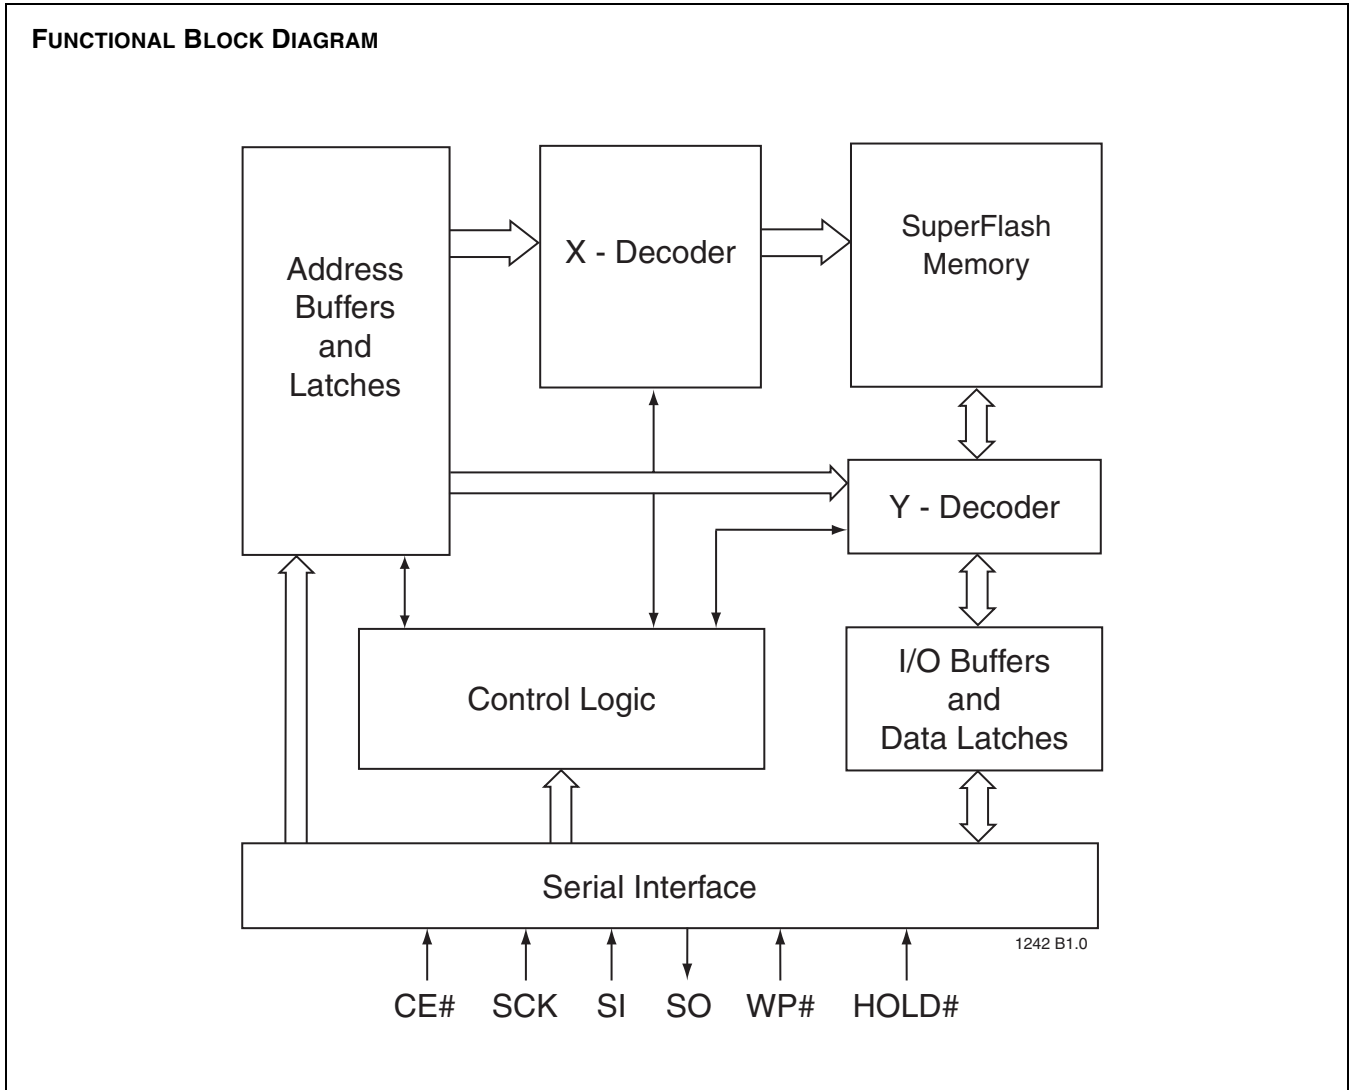 FUNCTIONAL BLOCK DIAGRAM
Address
Buffers
and
Latches
X - Decoder
SuperFlash
Memory
Y - Decoder
Control Logic
I/O Buffers
and
Data Latches
Serial Interface
1242 B1.0
CE# SCK SI SO WP# HOLD#